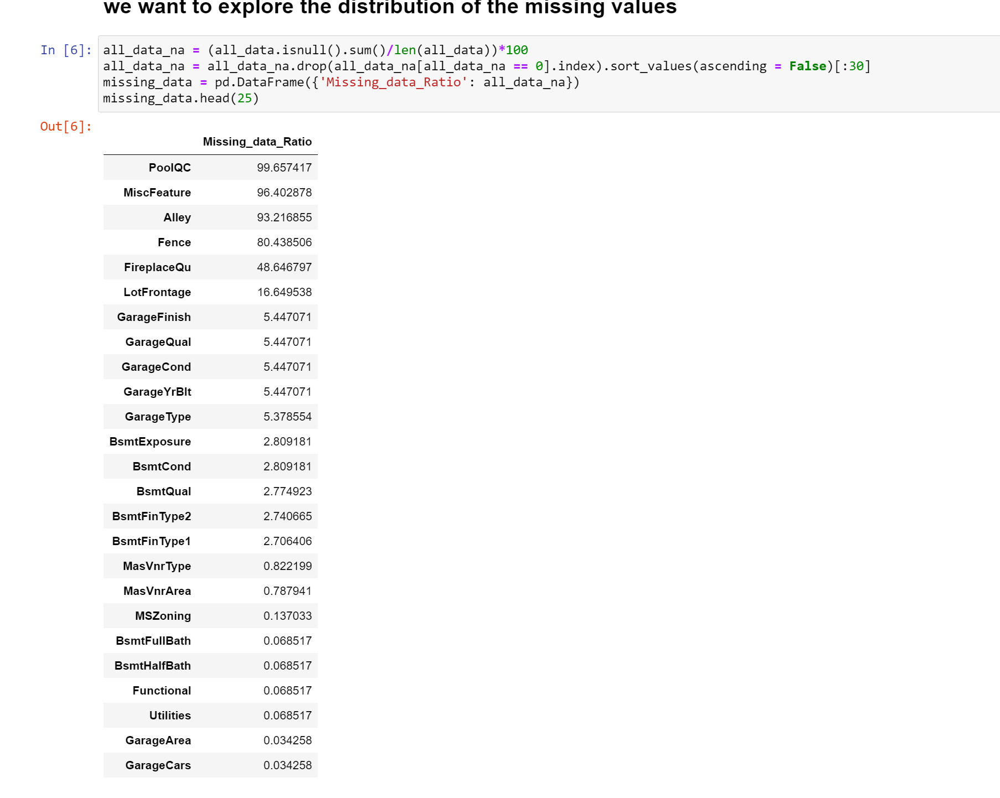 we want to explore the distribution of the missing values
In [6]: all_data_na = (all_data.isnull().sum()/len(all_data))*100
all_data_na = all_data_na.drop(all_data_na[all_data_na == 0].index).sort_values(ascending = False)[:30]
missing_data = pd.DataFrame({'Missing_data_Ratio': all_data_na})
missing_data.head(25)
Out[6]:
Missing_data_Ratio
PoolQC 99.657417
MiscFeature 96.402878
Alley 93.216855
Fence 80.438506
FireplaceQu 48.646797
LotFrontage 16.649538
GarageFinish 5.447071
GarageQual 5.447071
GarageCond 5.447071
GarageYrBlt 5.447071
GarageType 5.378554
BsmtExposure 2.809181
BsmtCond 2.809181
BsmtQual 2.774923
BsmtFinType2 2.740665
BsmtFinType1 2.706406
MasVnrType 0.822199
MasVnrArea 0.787941
MSZoning 0.137033
BsmtFullBath 0.068517
BsmtHalfBath 0.068517
Functional 0.068517
Utilities 0.068517
GarageArea 0.034258
GarageCars 0.034258